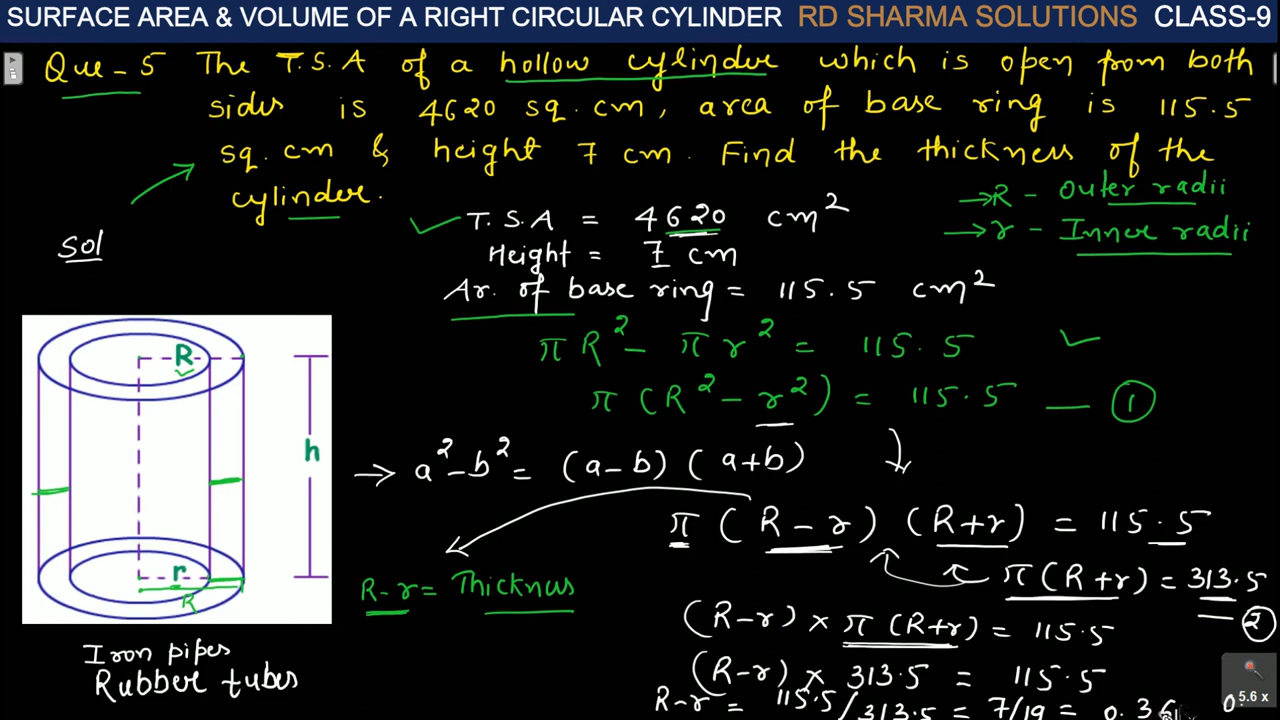 SURFACE AREA & VOLUME OF A RIGHT CIRCULAR CYLINDER RD SHARMA SOLUTIONS CLASS-9
Que-5 The T.S.A of a hollow cylinder which is open from both
sides is 4620 sq.cm, area of base ring is 115.5
sq.cm & height 7 cm. Find the thickness of the
cylinder.
→R - Outer radii
→r - Inner radii
Sol
T.S.A = 4620 cm²
Height = 7 cm
Ar. of base ring = 115.5 cm²
πR² - πr² = 115.5
π(R² - r²) = 115.5 — ①
→ a² - b² = (a-b) (a+b)
π (R-r) (R+r) = 115.5
R-r = Thickness
π(R+r) = 313.5 — ②
(R-r) × π(R+r) = 115.5
(R-r) × 313.5 = 115.5
R-r = 115.5/313.5 = 7/19 = 0.36
R
h
r
R
Iron pipes
Rubber tubes
5.6 x